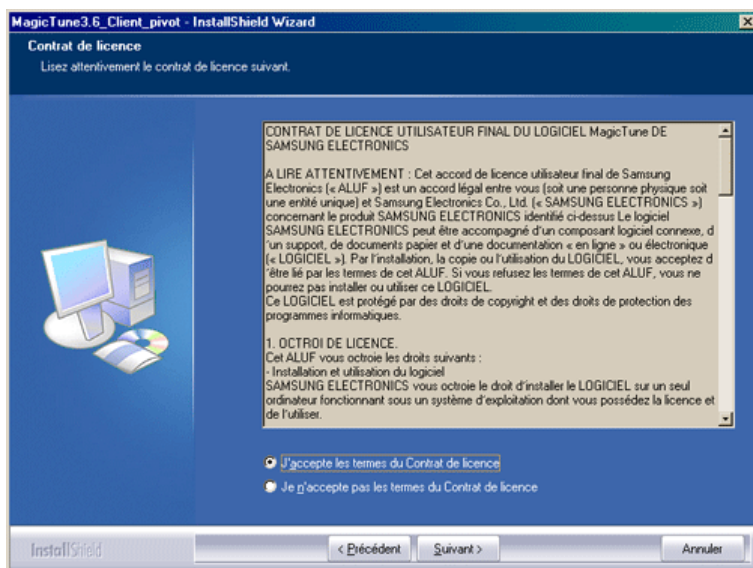 MagicTune3.6_Client_pivot - InstallShield Wizard
Contrat de licence
Lisez attentivement le contrat de licence suivant.
CONTRAT DE LICENCE UTILISATEUR FINAL DU LOGICIEL MagicTune DE
SAMSUNG ELECTRONICS
A LIRE ATTENTIVEMENT : Cet accord de licence utilisateur final de Samsung
Electronics (« ALUF ») est un accord légal entre vous (soit une personne physique soit
une entité unique) et Samsung Electronics Co., Ltd. (« SAMSUNG ELECTRONICS »)
concernant le produit SAMSUNG ELECTRONICS identifié ci-dessus Le logiciel
SAMSUNG ELECTRONICS peut être accompagné d'un composant logiciel connexe, d
'un support, de documents papier et d'une documentation « en ligne » ou électronique
(« LOGICIEL »). Par l'installation, la copie ou l'utilisation du LOGICIEL, vous acceptez d
'être lié par les termes de cet ALUF. Si vous refusez les termes de cet ALUF, vous ne
pourrez pas installer ou utiliser ce LOGICIEL.
Ce LOGICIEL est protégé par des droits de copyright et des droits de protection des
programmes informatiques.
1. OCTROI DE LICENCE.
Cet ALUF vous octroie les droits suivants :
- Installation et utilisation du logiciel
SAMSUNG ELECTRONICS vous octroie le droit d'installer le LOGICIEL sur un seul
ordinateur fonctionnant sous un système d'exploitation dont vous possédez la licence et
de l'utiliser.
J'accepte les termes du Contrat de licence
Je n'accepte pas les termes du Contrat de licence
InstallShield
< Précédent
Suivant >
Annuler